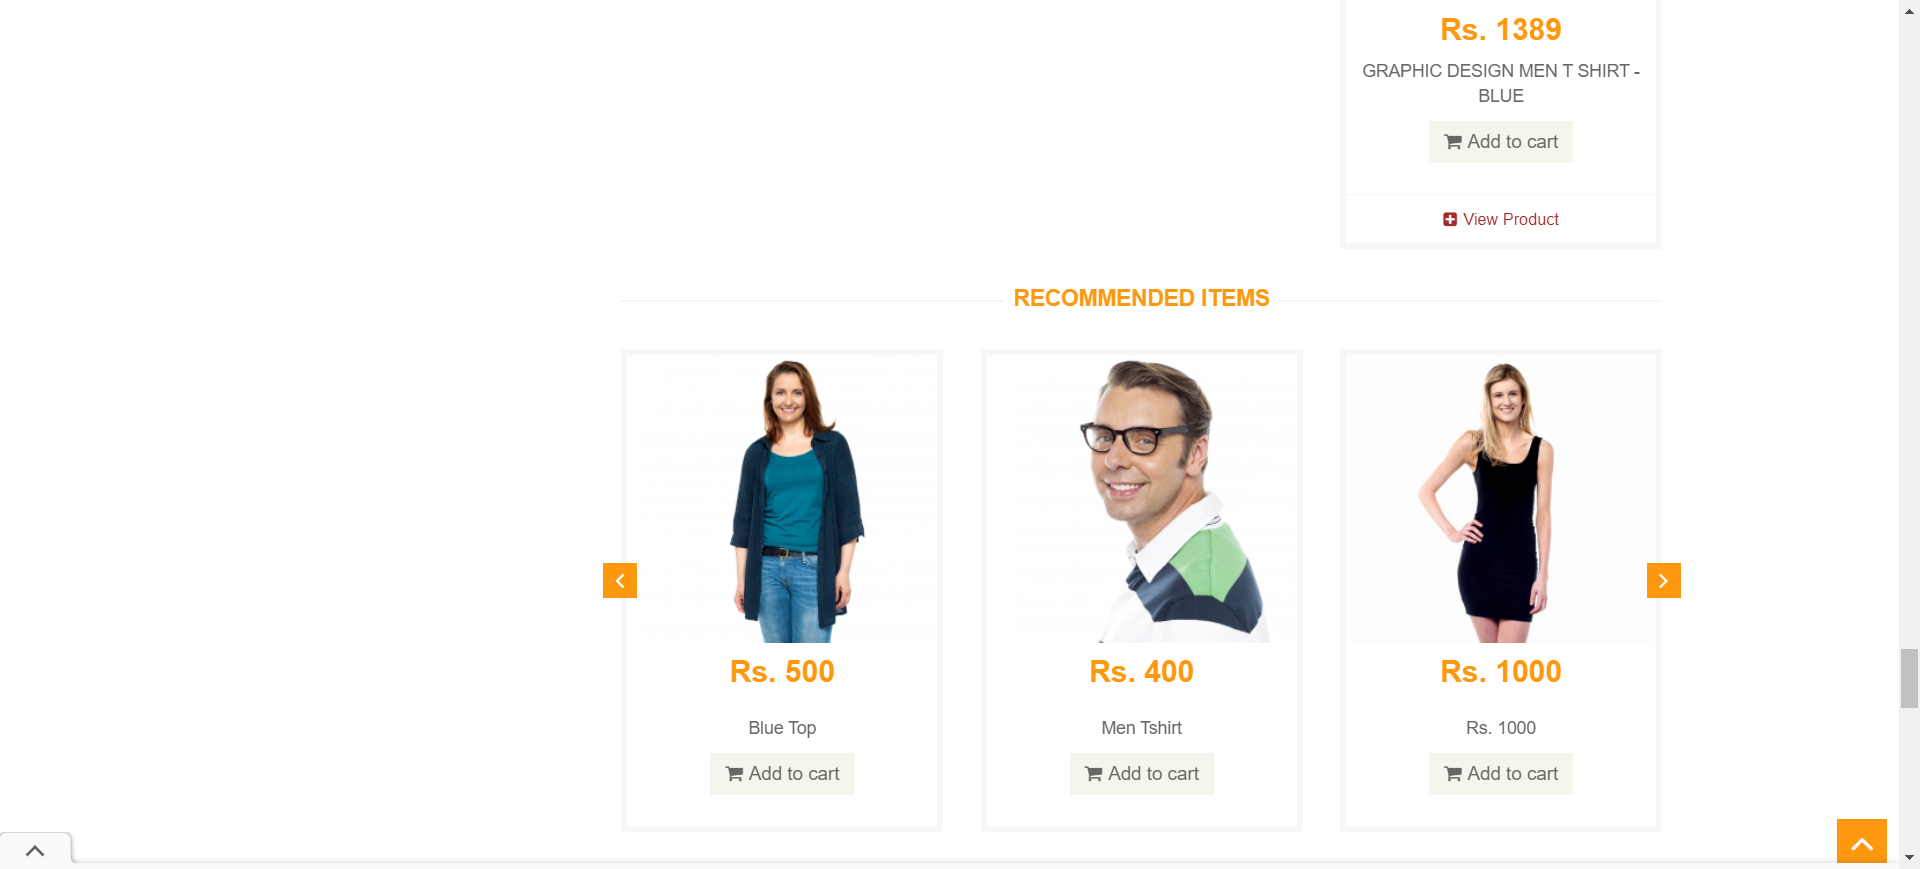 Rs. 1389
GRAPHIC DESIGN MEN T SHIRT -
BLUE
Add to cart
View Product
RECOMMENDED ITEMS
Rs. 500
Blue Top
Add to cart
Rs. 400
Men Tshirt
Add to cart
Rs. 1000
Rs. 1000
Add to cart